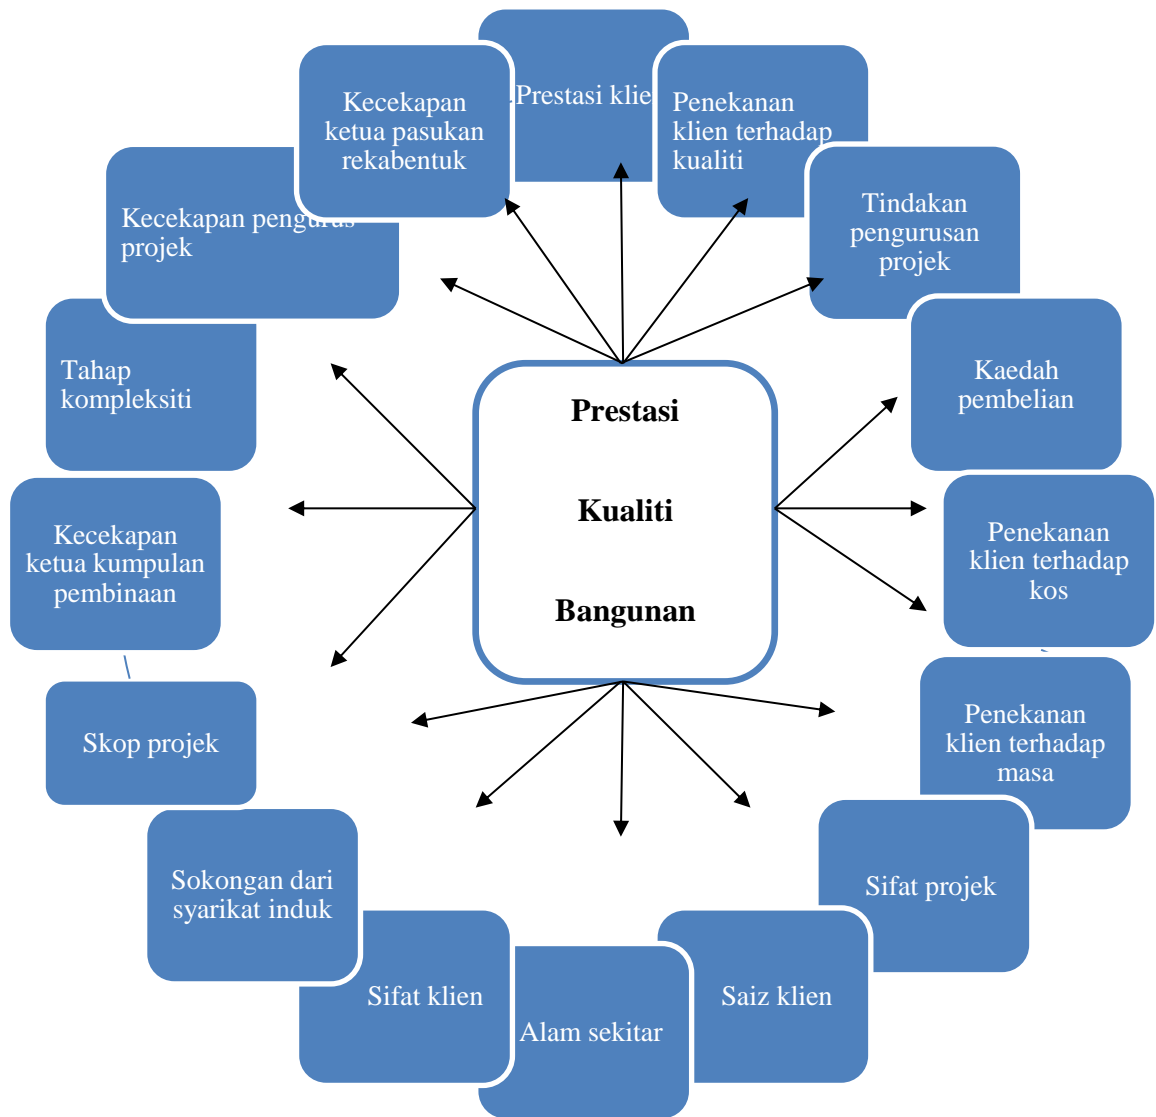 Prestasi klie
Penekanan
klien terhadap
kualiti
Tindakan
pengurusan
projek
Kaedah
pembelian
Penekanan
klien terhadap
kos
Penekanan
klien terhadap
masa
Sifat projek
Saiz klien
Alam sekitar
Sifat klien
Sokongan dari
syarikat induk
Skop projek
Kecekapan
ketua kumpulan
pembinaan
Tahap
kompleksiti
Kecekapan pengurus
projek
Kecekapan
ketua pasukan
rekabentuk
Prestasi
Kualiti
Bangunan